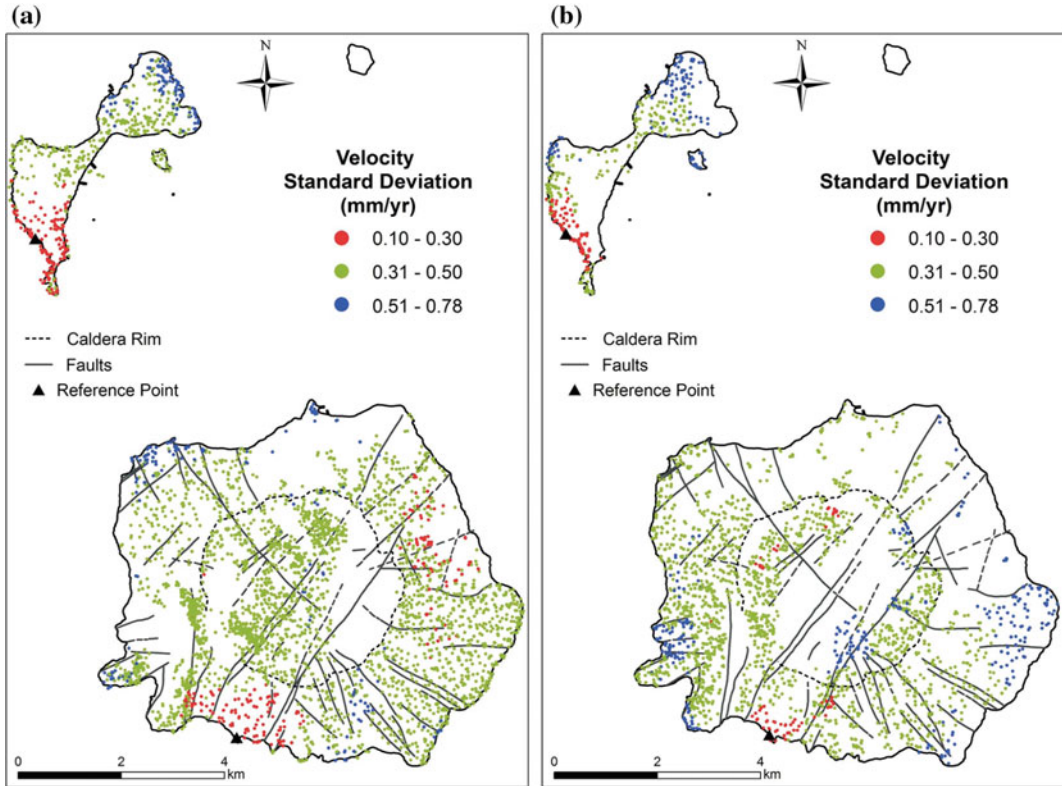 (a)
N
Velocity
Standard Deviation
(mm/yr)
0.10 - 0.30
0.31 - 0.50
0.51 - 0.78
Caldera Rim
Faults
Reference Point
0 2 4
km
(b)
N
Velocity
Standard Deviation
(mm/yr)
0.10 - 0.30
0.31 - 0.50
0.51 - 0.78
Caldera Rim
Faults
Reference Point
0 2 4
km